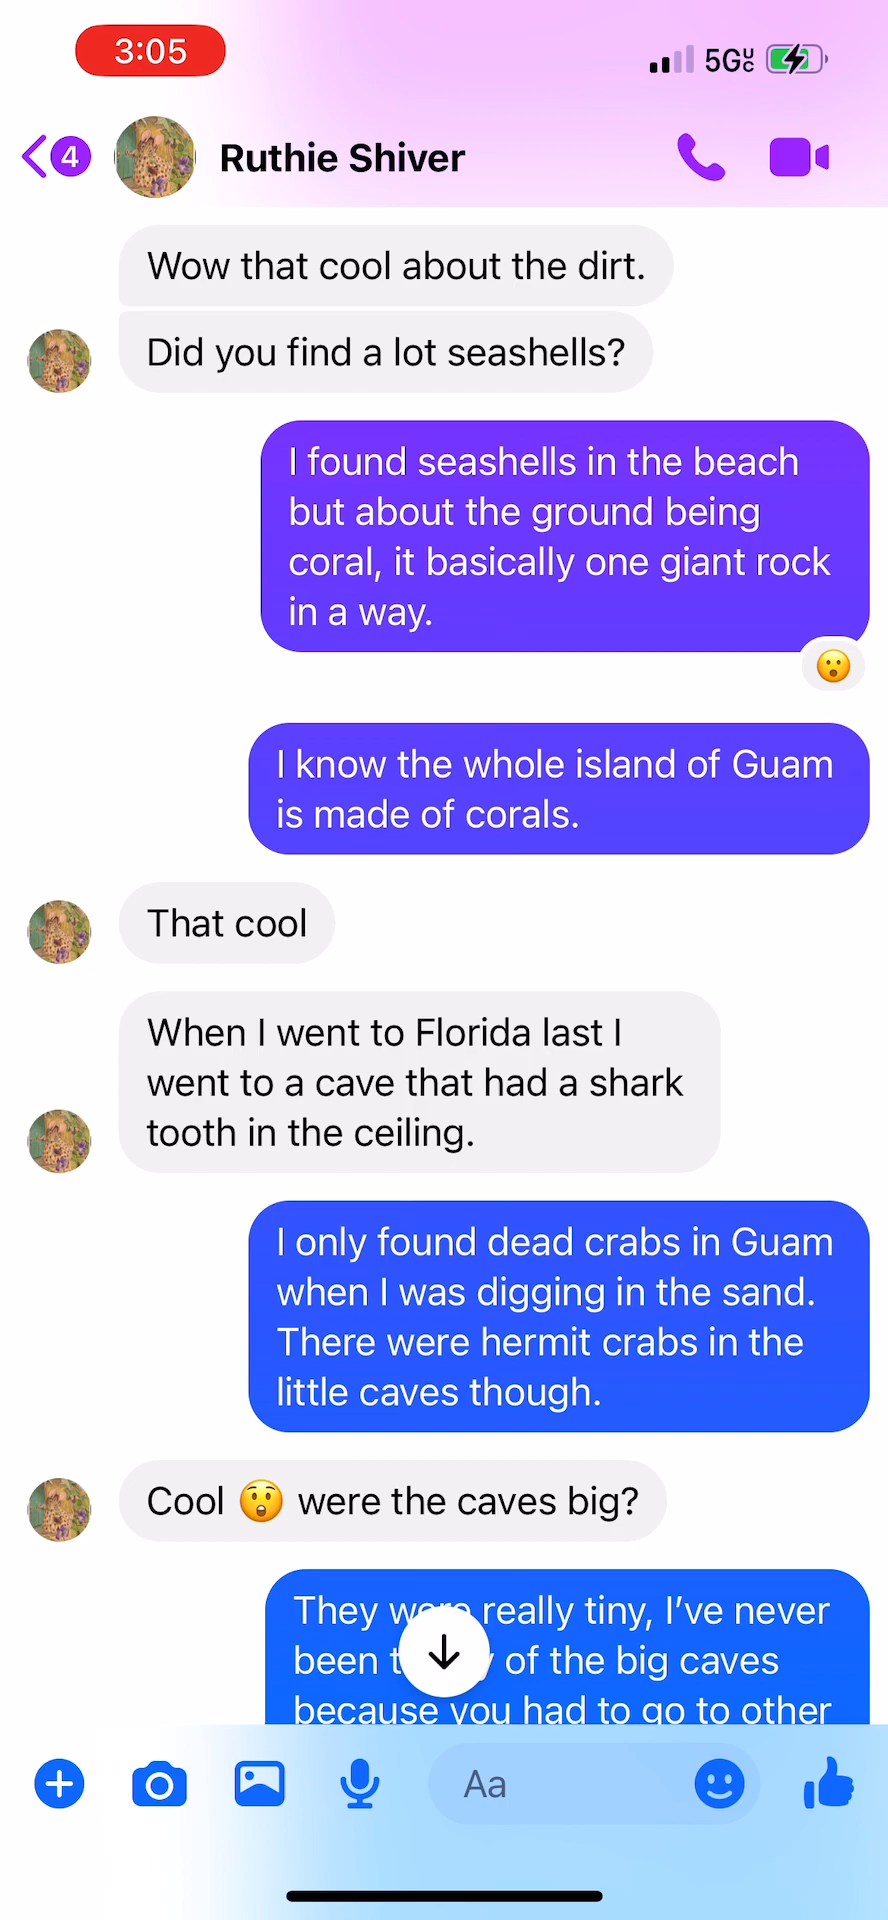 3:05
5G UC
4
Ruthie Shiver
Wow that cool about the dirt.
Did you find a lot seashells?
I found seashells in the beach
but about the ground being
coral, it basically one giant rock
in a way.
I know the whole island of Guam
is made of corals.
That cool
When I went to Florida last I
went to a cave that had a shark
tooth in the ceiling.
I only found dead crabs in Guam
when I was digging in the sand.
There were hermit crabs in the
little caves though.
Cool 😲 were the caves big?
They were really tiny, I've never
been of the big caves
because you had to go to other
Aa